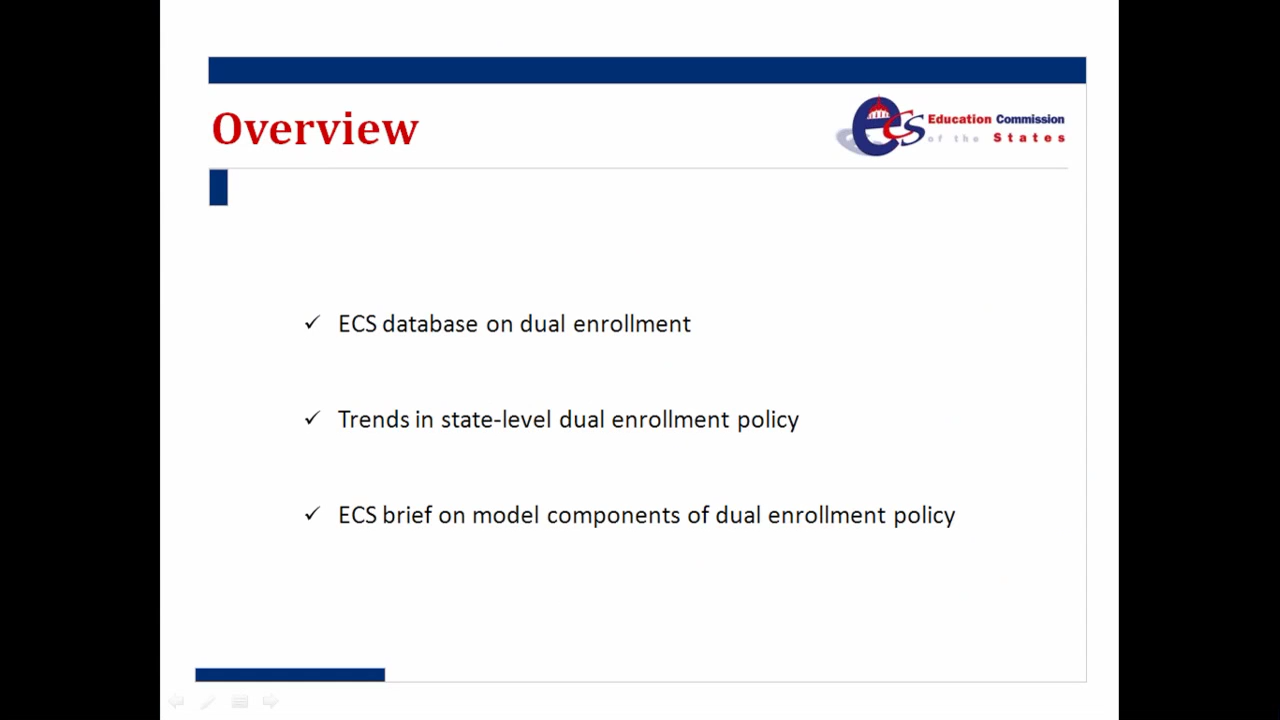 Overview
ecs Education Commission
of the States
✓ ECS database on dual enrollment
✓ Trends in state-level dual enrollment policy
✓ ECS brief on model components of dual enrollment policy